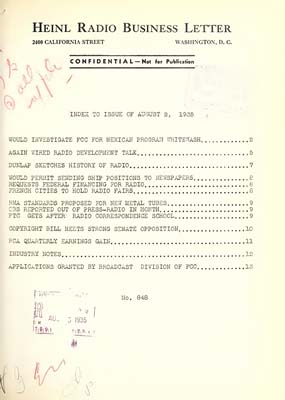 HEINL RADIO BUSINESS LETTER
2400 CALIFORNIA STREET WASHINGTON, D. C.
CONFIDENTIAL—Not for Publication
INDEX TO ISSUE OF AUGUST 2, 1935
WOULD INVESTIGATE FCC FOR MEXICAN PROGRAM WHITEWASH..............2
AGAIN WIRED RADIO DEVELOPMENT TALK...............................5
DUNLAP SKETCHES HISTORY OF RADIO.................................7
WOULD PERMIT SENDING SHIP POSITIONS TO NEWSPAPERS................8
REQUESTS FEDERAL FINANCING FOR RADIO.............................8
FRENCH CITIES TO HOLD RADIO FAIRS................................8
RMA STANDARDS PROPOSED FOR NEW METAL TUBES.......................9
CBS REPORTED OUT OF PRESS-RADIO IN MONTH.........................9
FTC GETS AFTER RADIO CORRESPONDENCE SCHOOL.......................9
COPYRIGHT BILL MEETS STRONG SENATE OPPOSITION...................10
RCA QUARTERLY EARNINGS GAIN.....................................11
INDUSTRY NOTES..................................................12
APPLICATIONS GRANTED BY BROADCAST DIVISION OF FCC...............13
No. 848
AU 1935